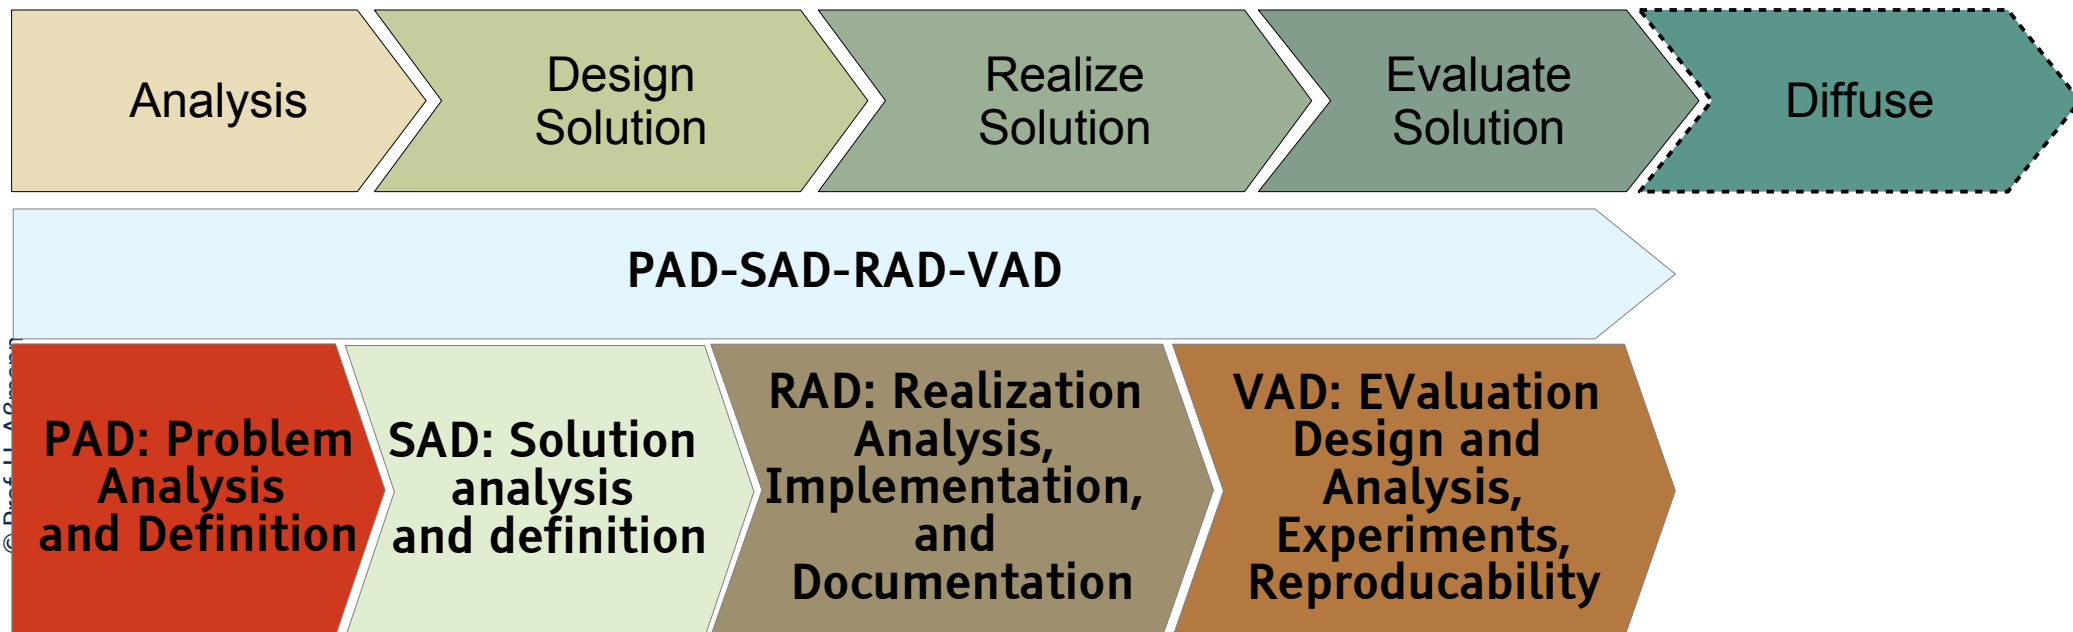 Analysis
Design
Solution
Realize
Solution
Evaluate
Solution
Diffuse
PAD-SAD-RAD-VAD
PAD: Problem
Analysis
and Definition
SAD: Solution
analysis
and definition
RAD: Realization
Analysis,
Implementation,
and
Documentation
VAD: EValuation
Design and
Analysis,
Experiments,
Reproducability